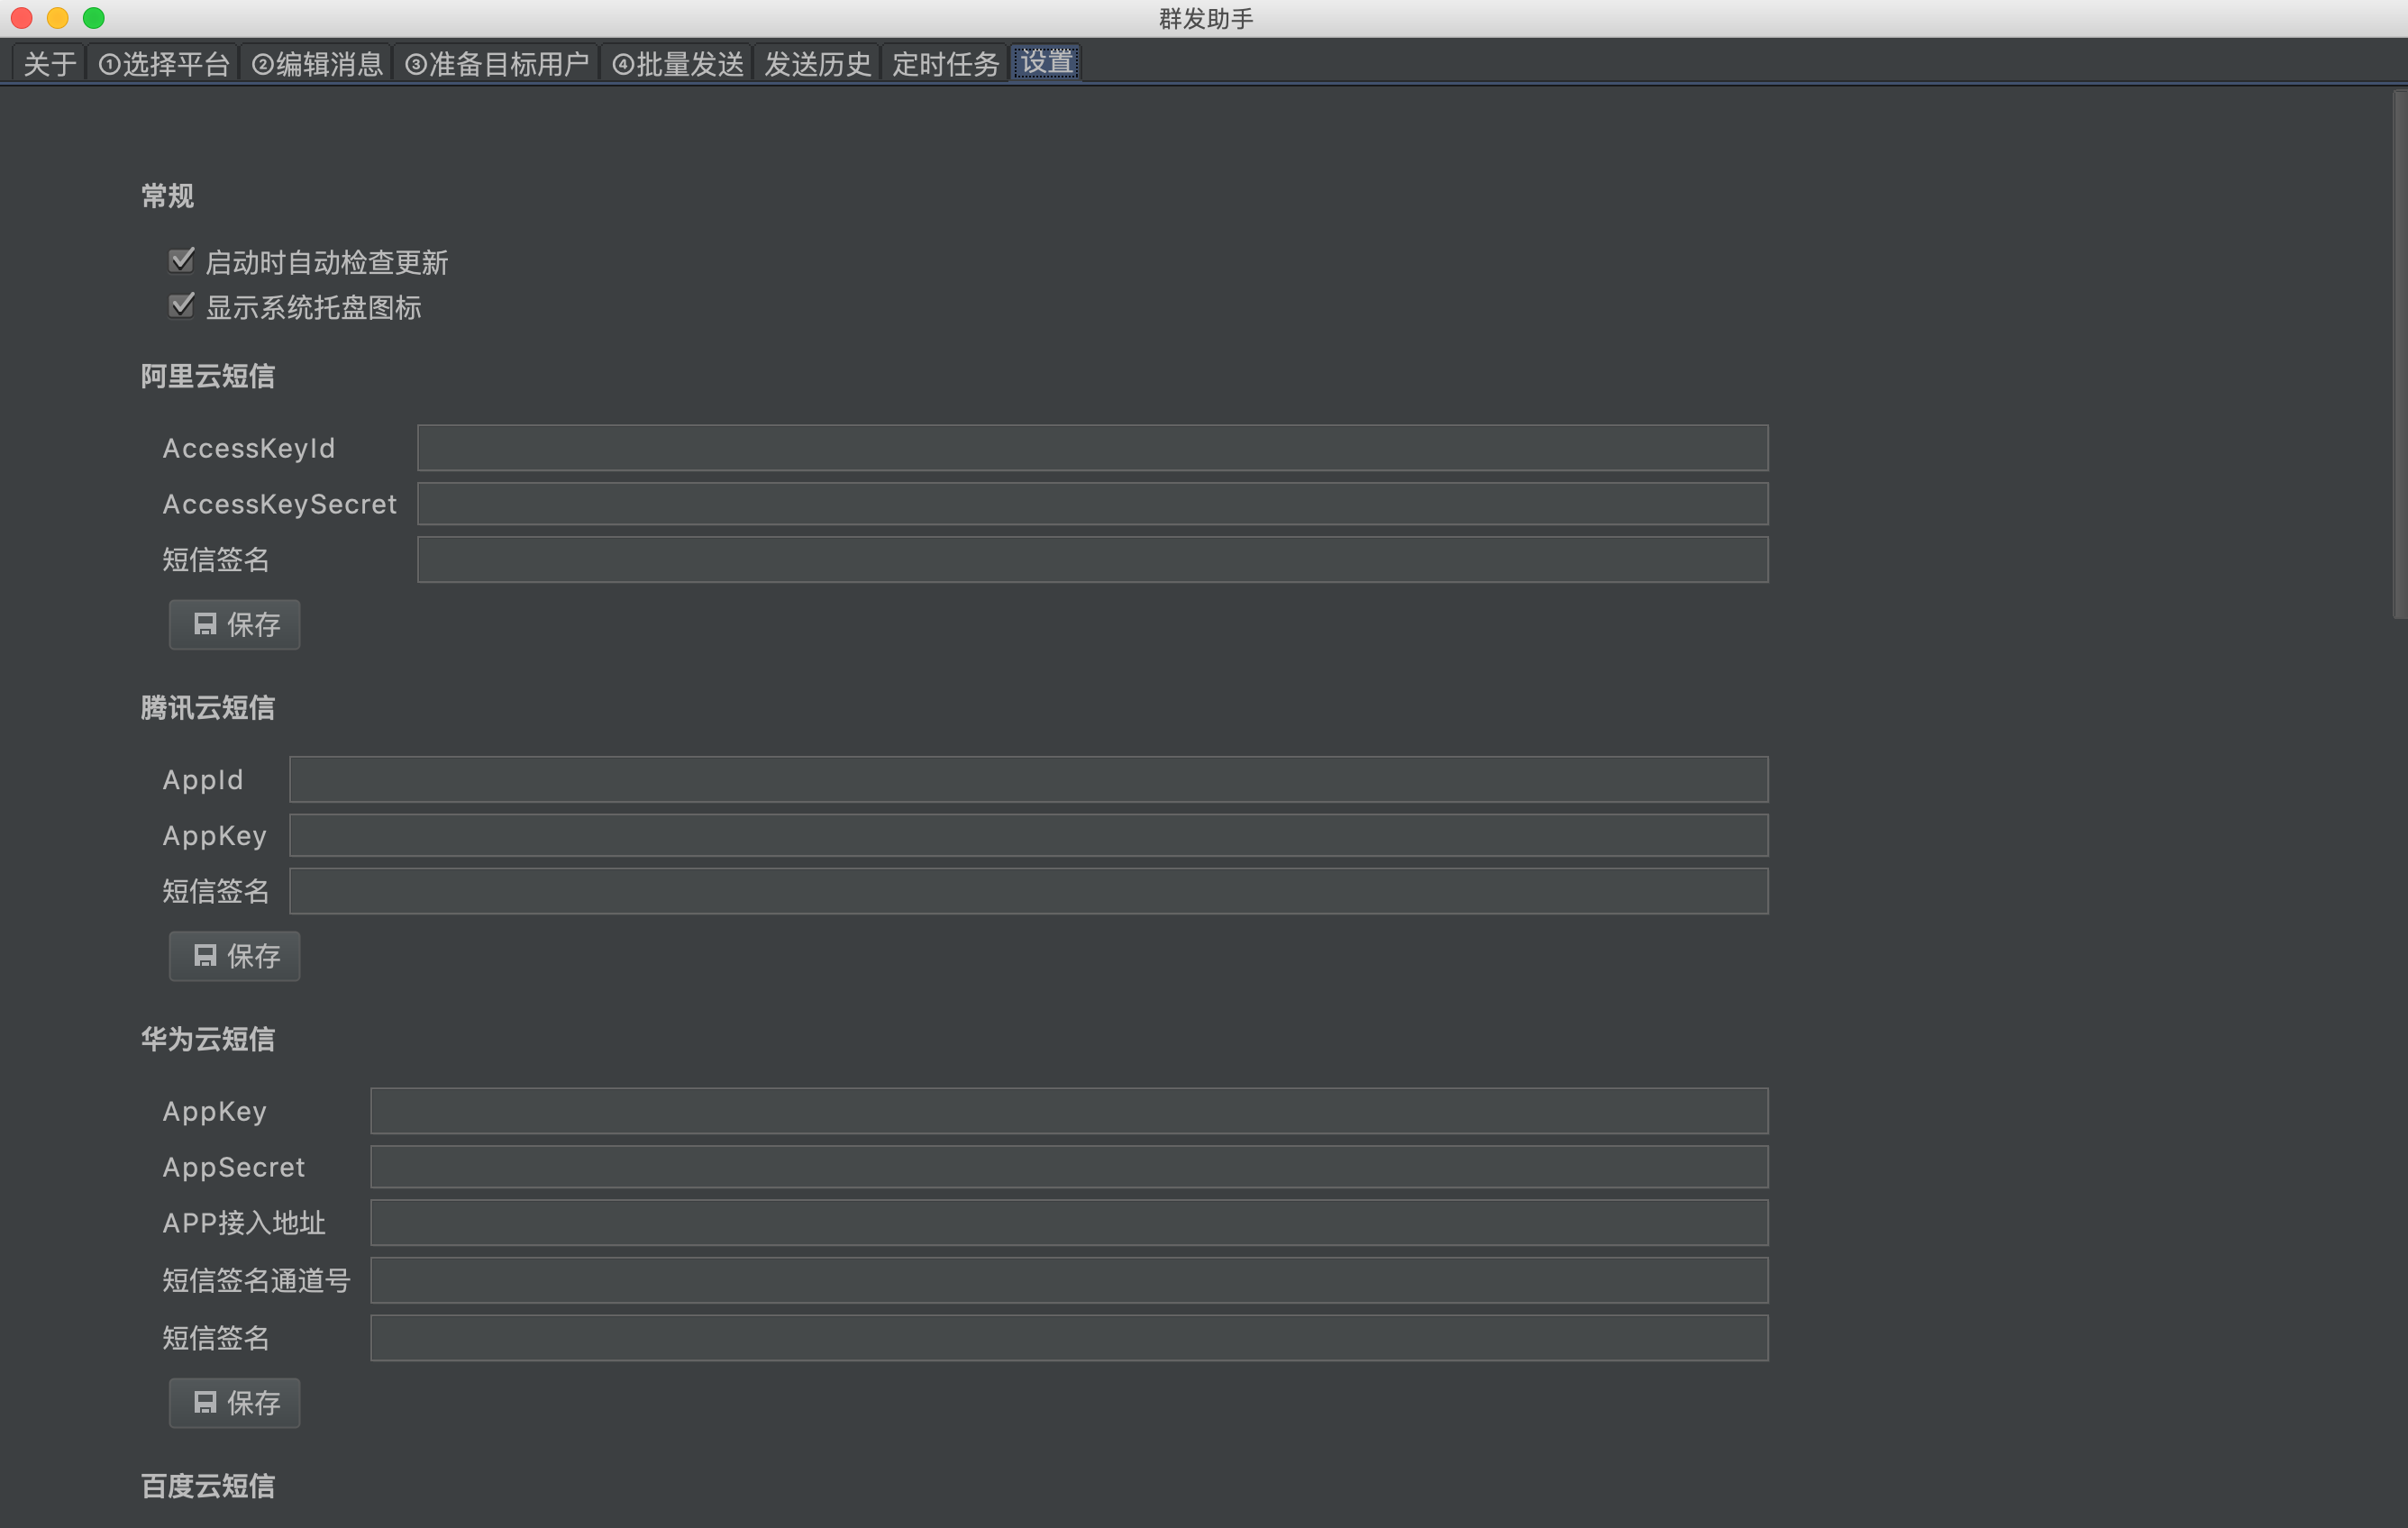 群发助手
关于 ①选择平台 ②编辑消息 ③准备目标用户 ④批量发送 发送历史 定时任务 设置
常规
启动时自动检查更新
显示系统托盘图标
阿里云短信
AccessKeyId
AccessKeySecret
短信签名
保存
腾讯云短信
AppId
AppKey
短信签名
保存
华为云短信
AppKey
AppSecret
APP接入地址
短信签名通道号
短信签名
保存
百度云短信